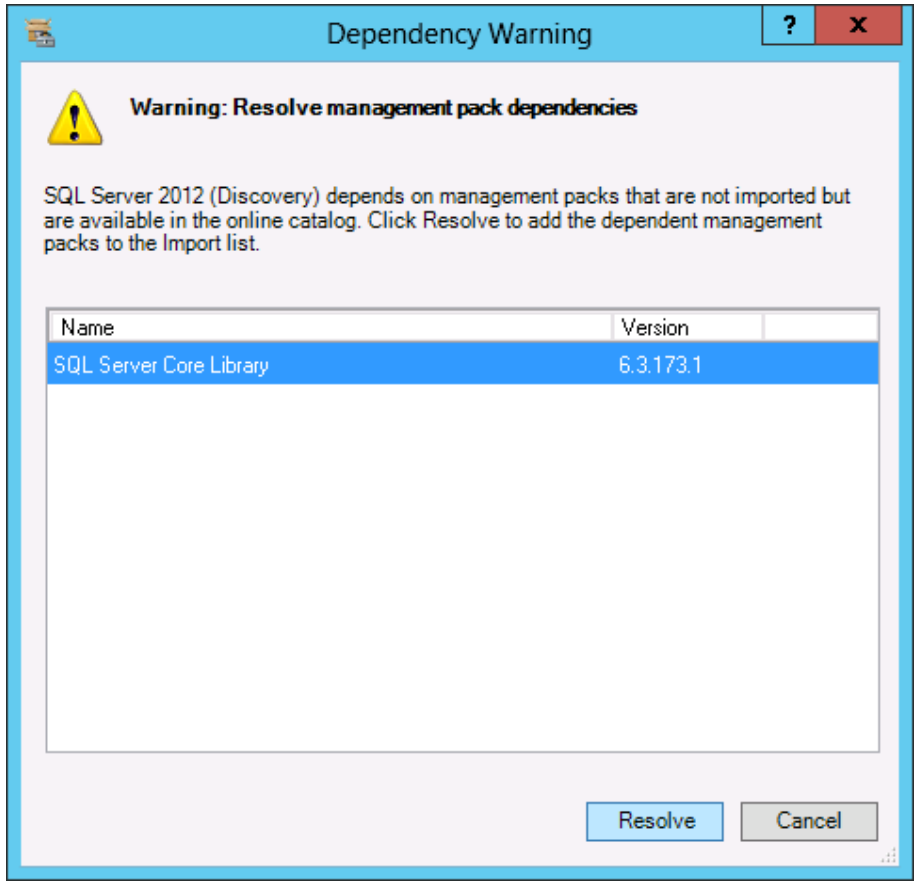 Dependency Warning
?
x
Warning: Resolve management pack dependencies
SQL Server 2012 (Discovery) depends on management packs that are not imported but
are available in the online catalog. Click Resolve to add the dependent management
packs to the Import list.
Name Version
SQL Server Core Library 6.3.173.1
Resolve Cancel